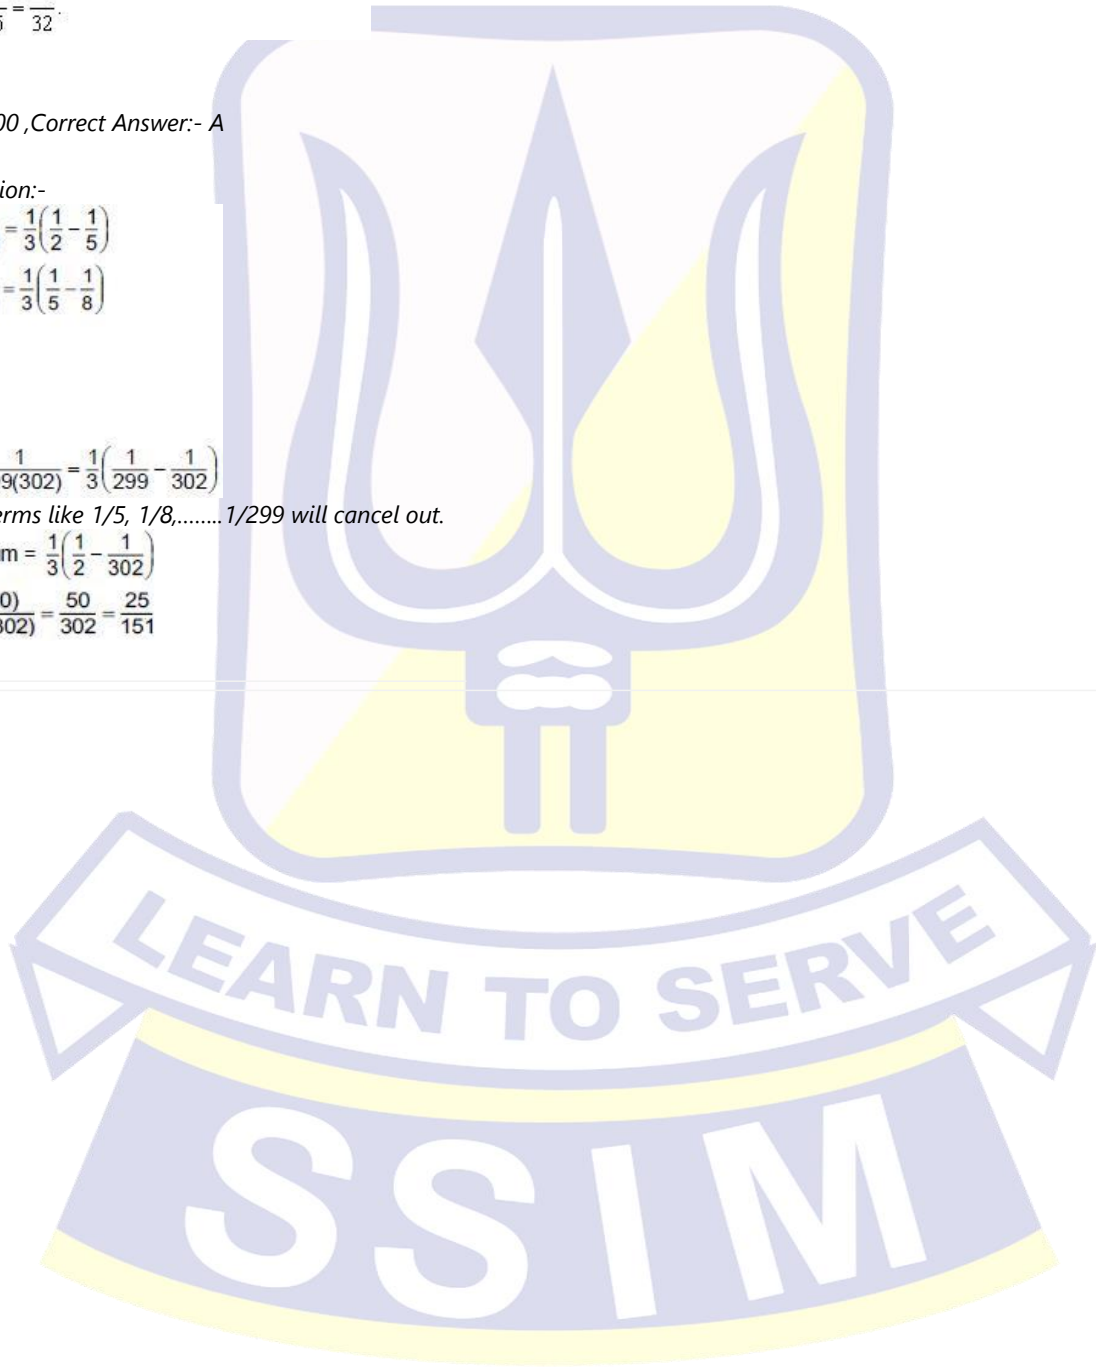 = 32.
00 ,Correct Answer:- A
ion:-
= 1/3(1/2 − 1/5)
= 1/3(1/5 − 1/8)
1/9(302) = 1/3(1/299 − 1/302)
erms like 1/5, 1/8,........1/299 will cancel out.
m = 1/3(1/2 − 1/302)
0)/302) = 50/302 = 25/151
LEARN TO SERVE
SSIM